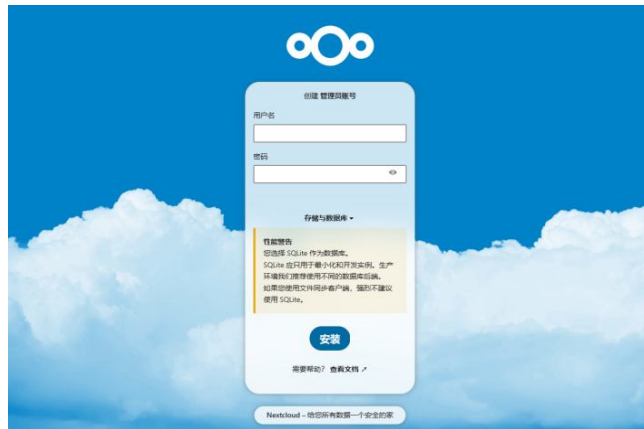 创建 管理员账号
用户名
密码
存储与数据库
性能警告
您选择 SQLite 作为数据库。
SQLite 应只用于最小化和开发实例。生产
环境我们推荐使用不同的数据库后端。
如果您使用文件同步客户端，强烈不建议
使用 SQLite。
安装
需要帮助？ 查看文档 ↗
Nextcloud – 给您所有数据一个安全的家